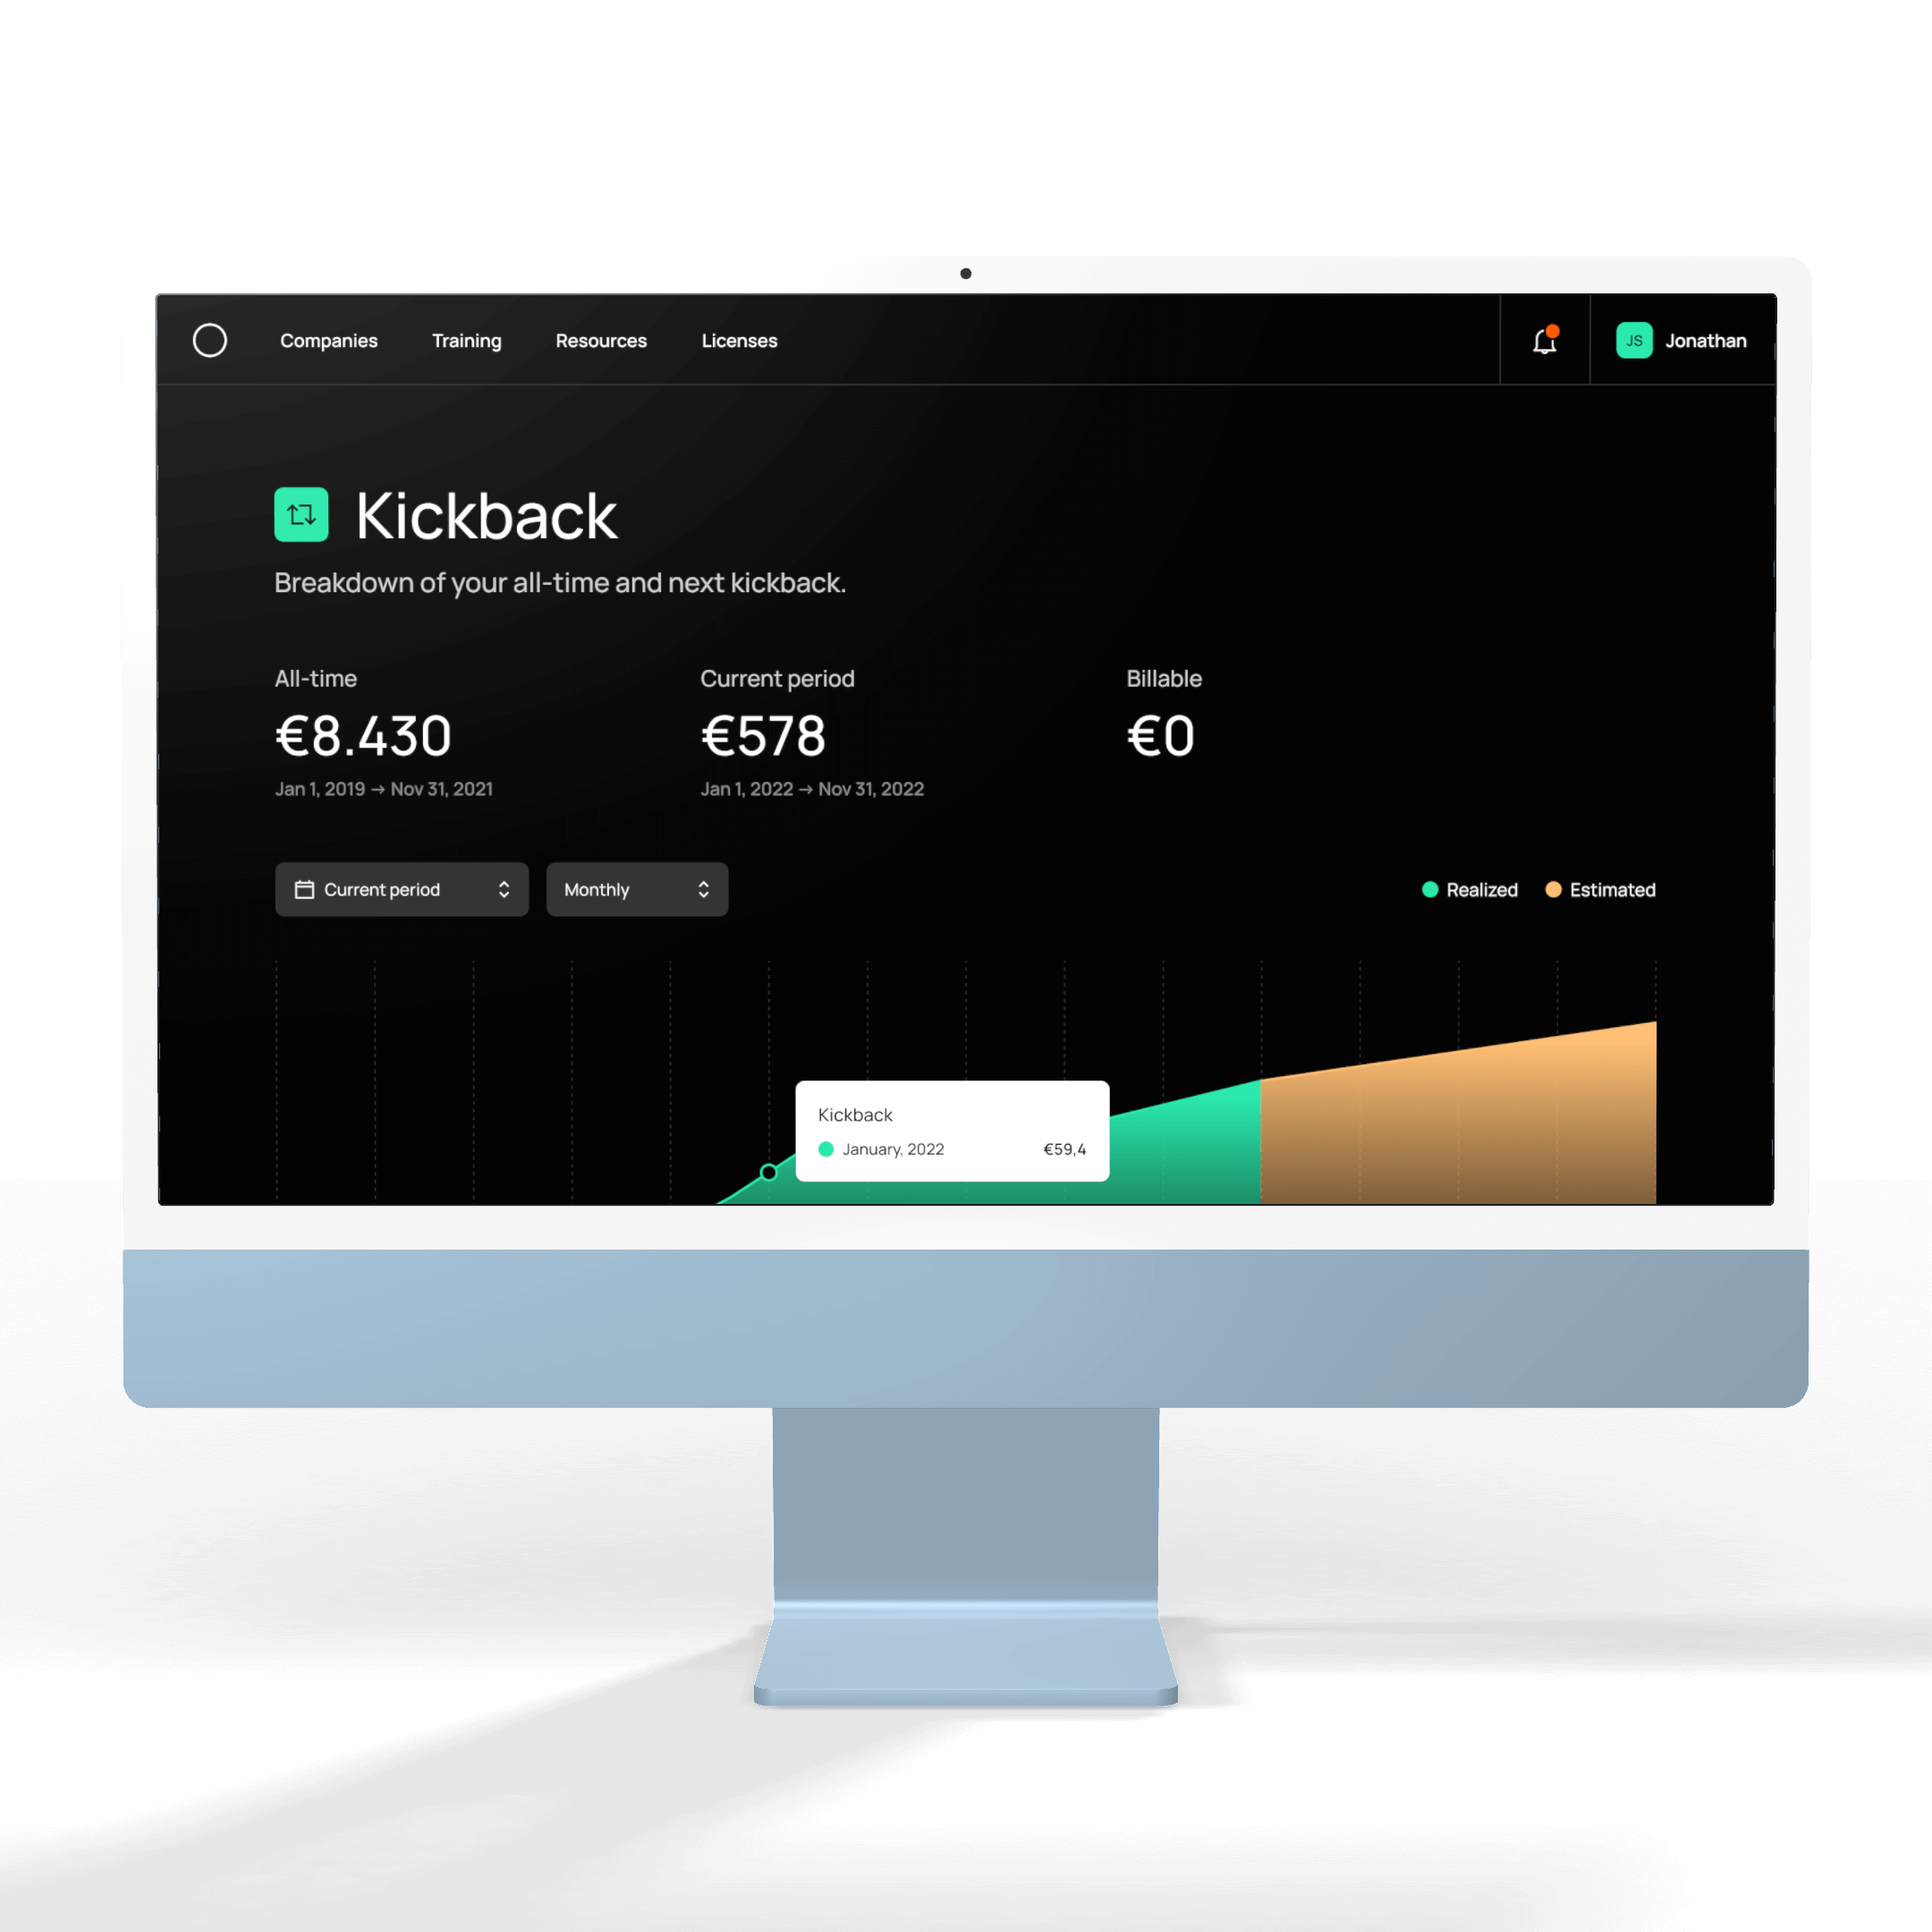 Companies Training Resources Licenses JS Jonathan
Kickback
Breakdown of your all-time and next kickback.
All-time Current period Billable
€8.430 €578 €0
Jan 1, 2019 → Nov 31, 2021 Jan 1, 2022 → Nov 31, 2022
Current period Monthly Realized Estimated
Kickback
January, 2022 €59,4